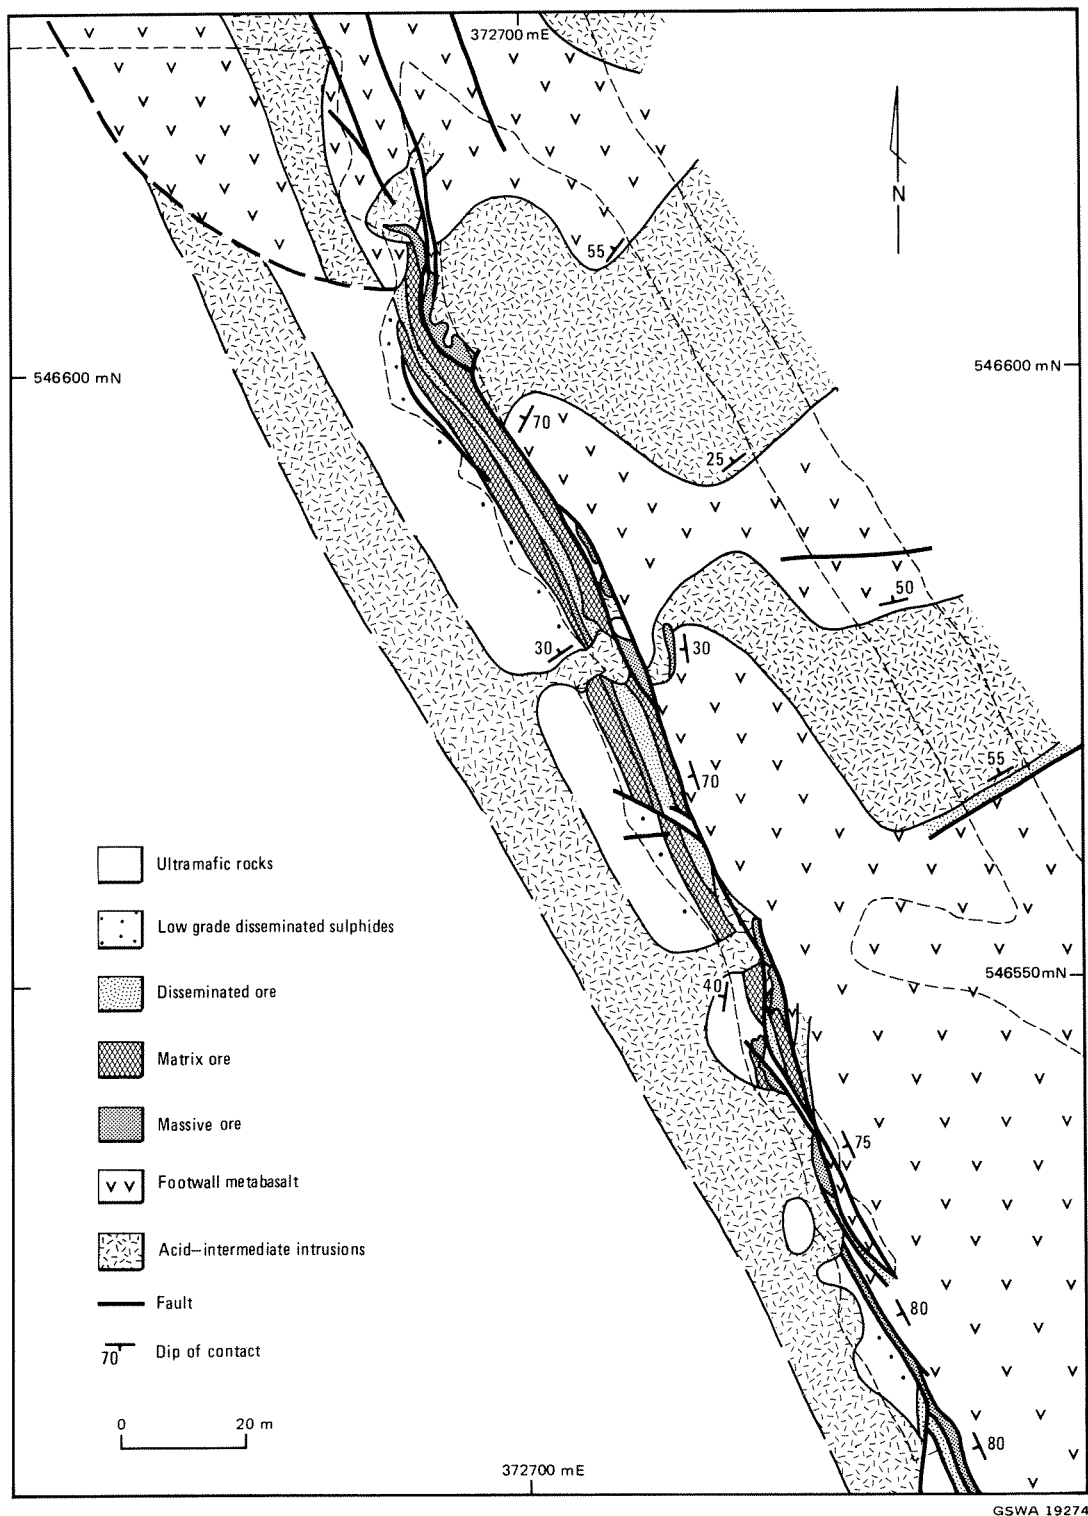 372700 mE
N
55
546600 mN
546600 mN
70
25
50
30
30
55
70
Ultramafic rocks
Low grade disseminated sulphides
Disseminated ore
546550mN
40
Matrix ore
Massive ore
75
Footwall metabasalt
Acid–intermediate intrusions
Fault
80
70 Dip of contact
0 20 m
80
372700 mE
GSWA 19274